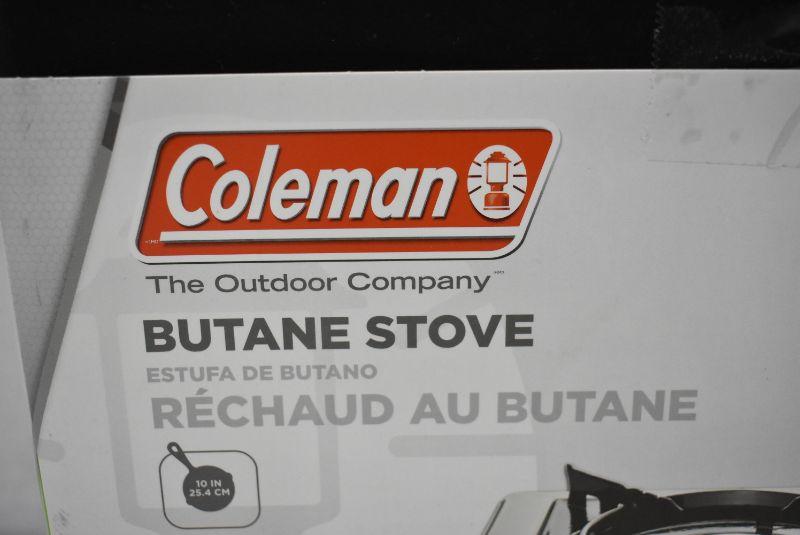 Coleman
The Outdoor Company
BUTANE STOVE
ESTUFA DE BUTANO
RÉCHAUD AU BUTANE
10 IN
25.4 CM